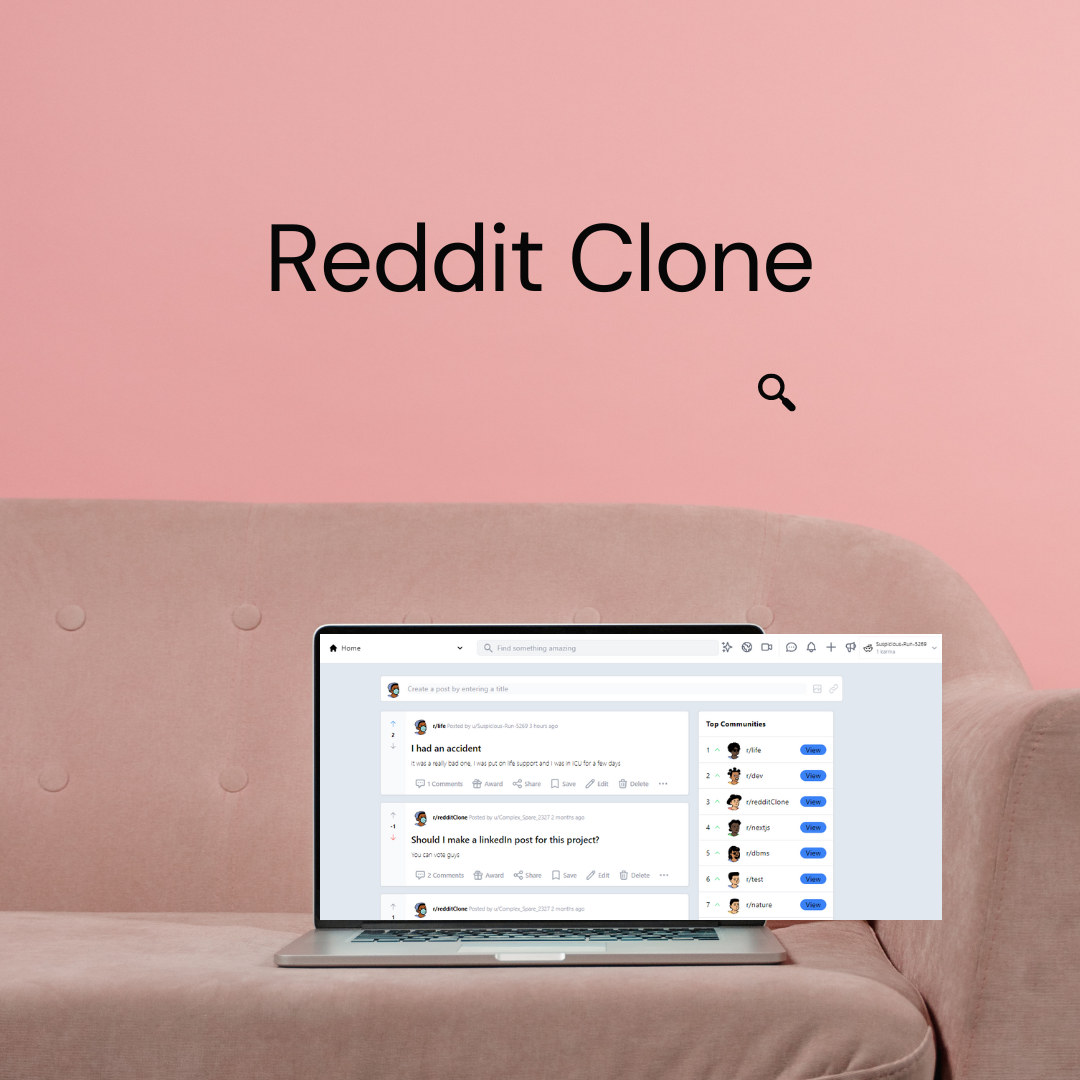 Reddit Clone
Home
Find something amazing
Suspicious-Run-5269
1 karma
Create a post by entering a title
2
r/life Posted by u/Suspicious-Run-5269 3 hours ago
I had an accident
It was a really bad one, I was put on life support and I was in ICU for a few days
1 Comments Award Share Save Edit Delete
-1
r/redditClone Posted by u/Complex_Spare_2327 2 months ago
Should I make a linkedIn post for this project?
You can vote guys
2 Comments Award Share Save Edit Delete
1
r/redditClone Posted by u/Complex_Spare_2327 2 months ago
Top Communities
1 r/life View
2 r/dev View
3 r/redditClone View
4 r/nextjs View
5 r/dbms View
6 r/test View
7 r/nature View